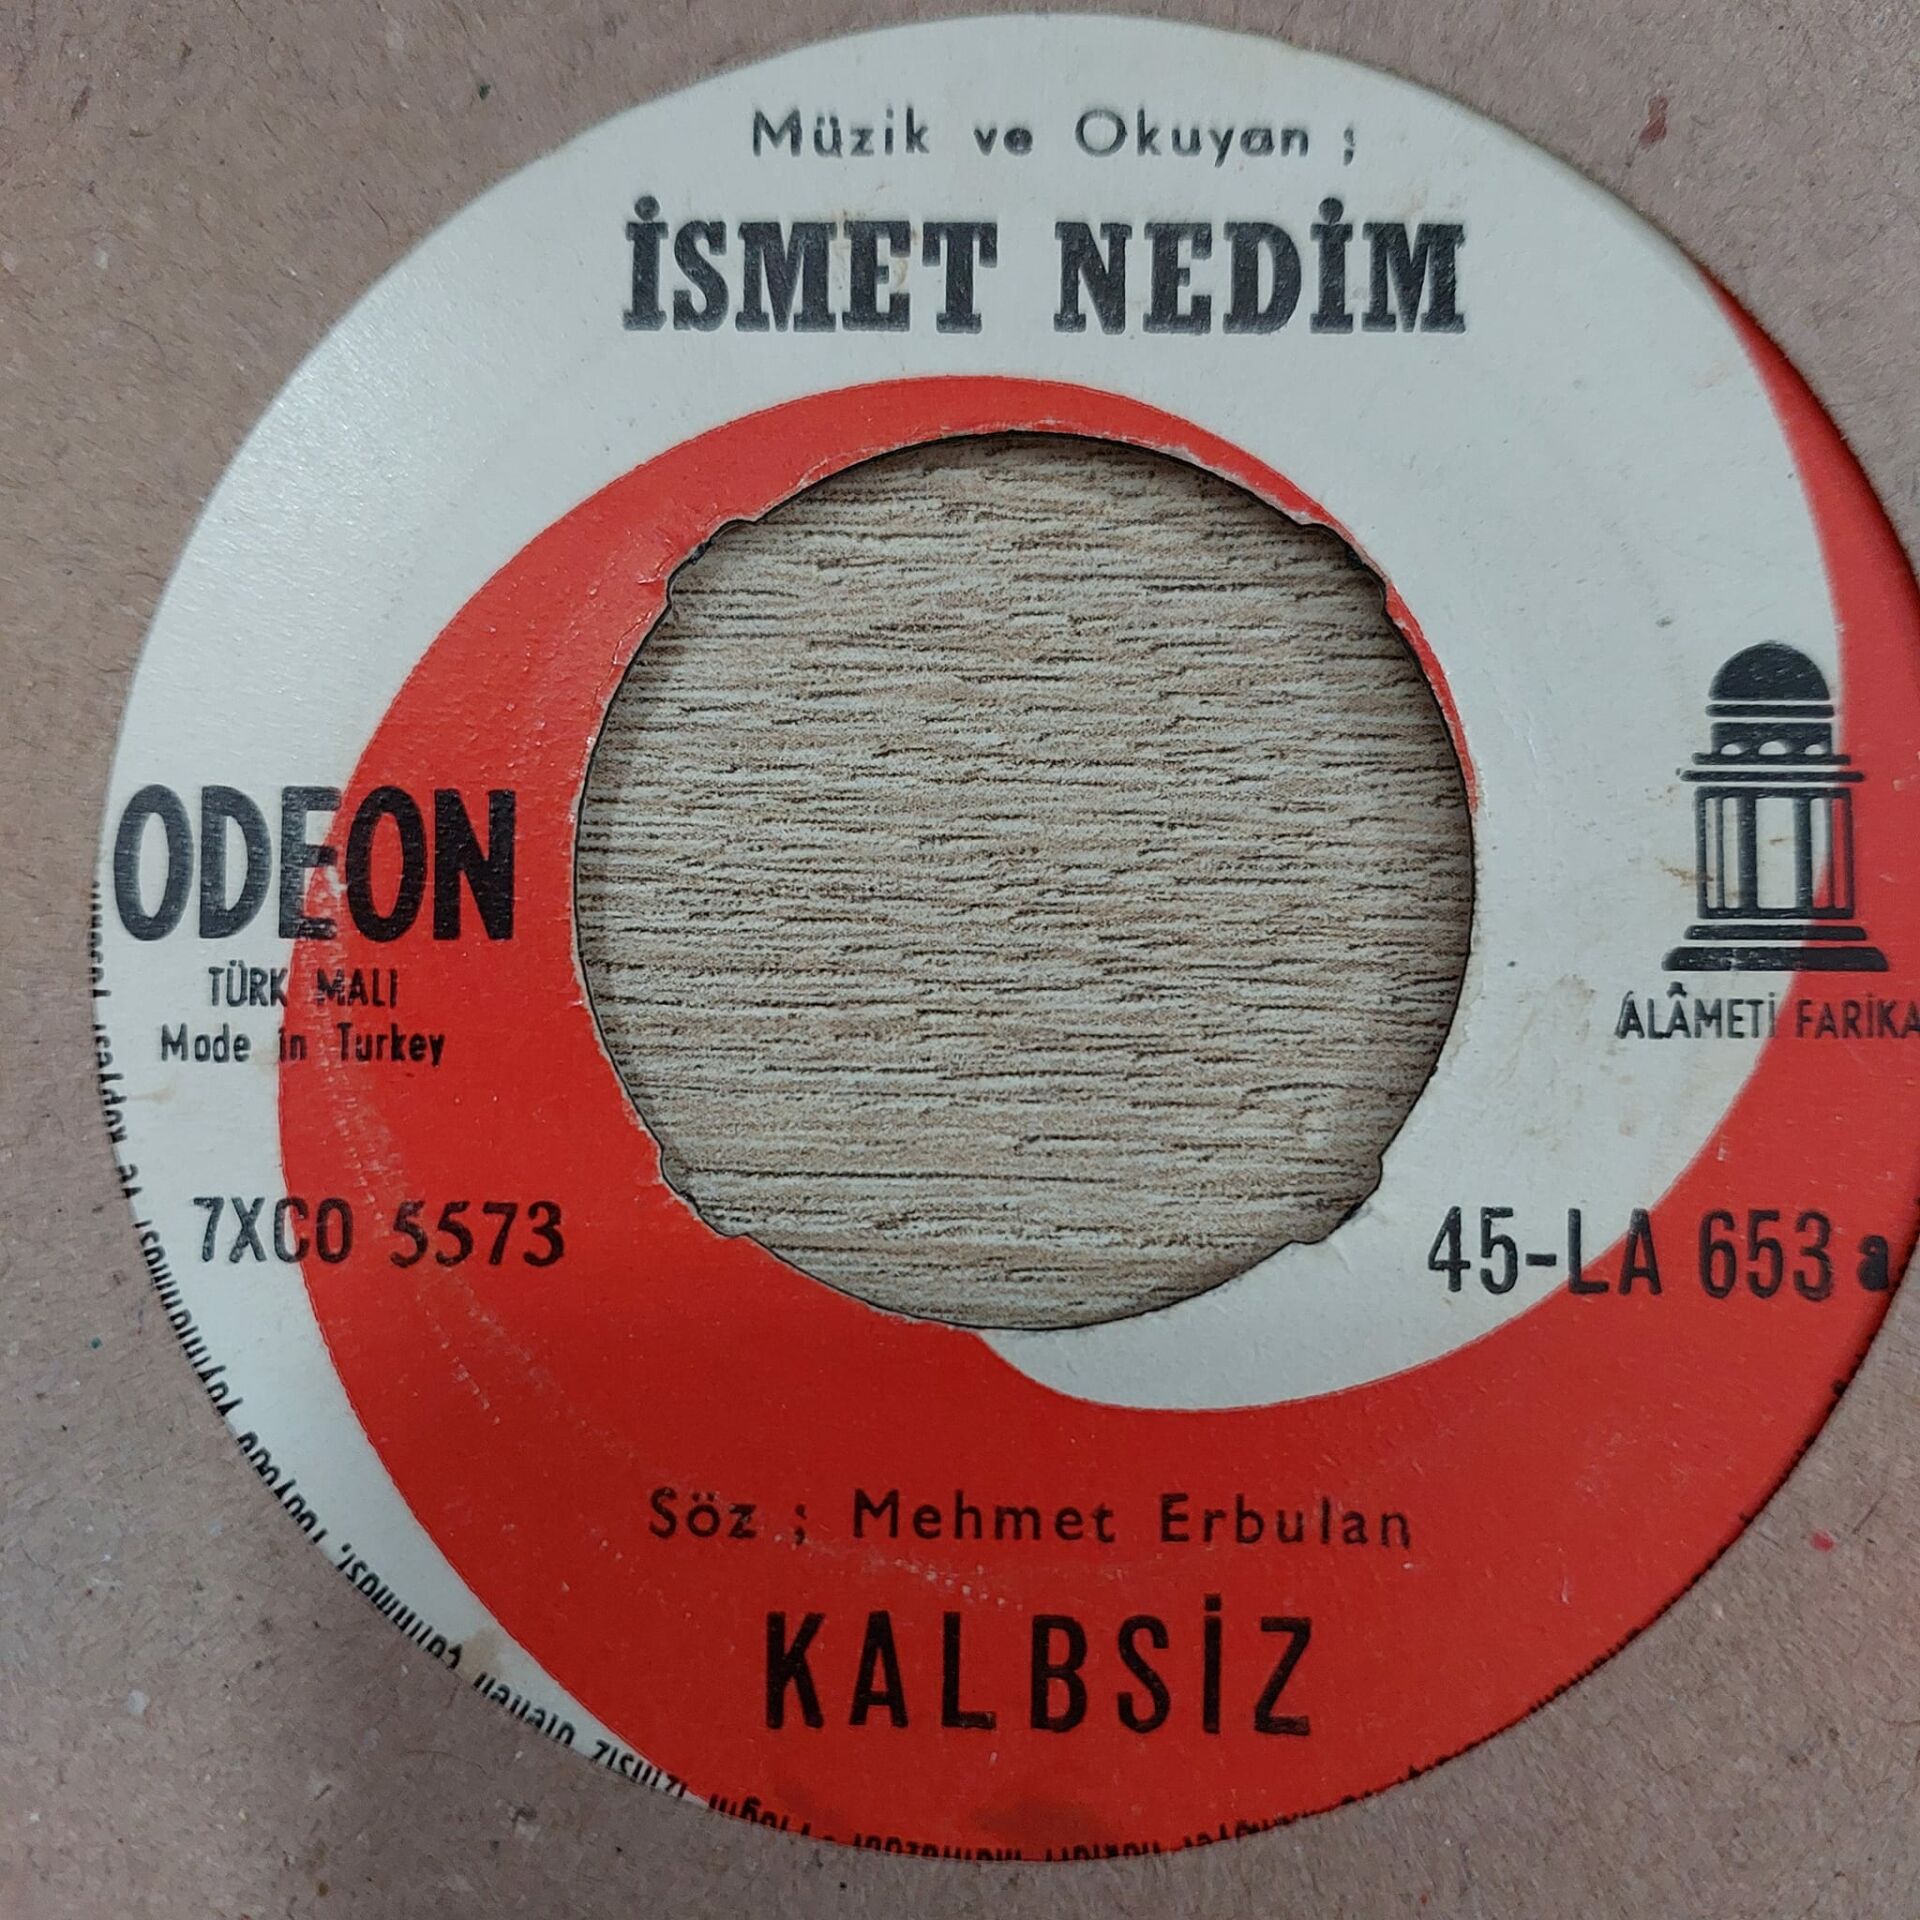 Müzik ve Okuyan ;
İSMET NEDİM
ODEON
TÜRK MALI
Made in Turkey
ALÂMETİ FARİKA
7XCO 5573
45-LA 653 a
Söz ; Mehmet Erbulan
KALBSİZ